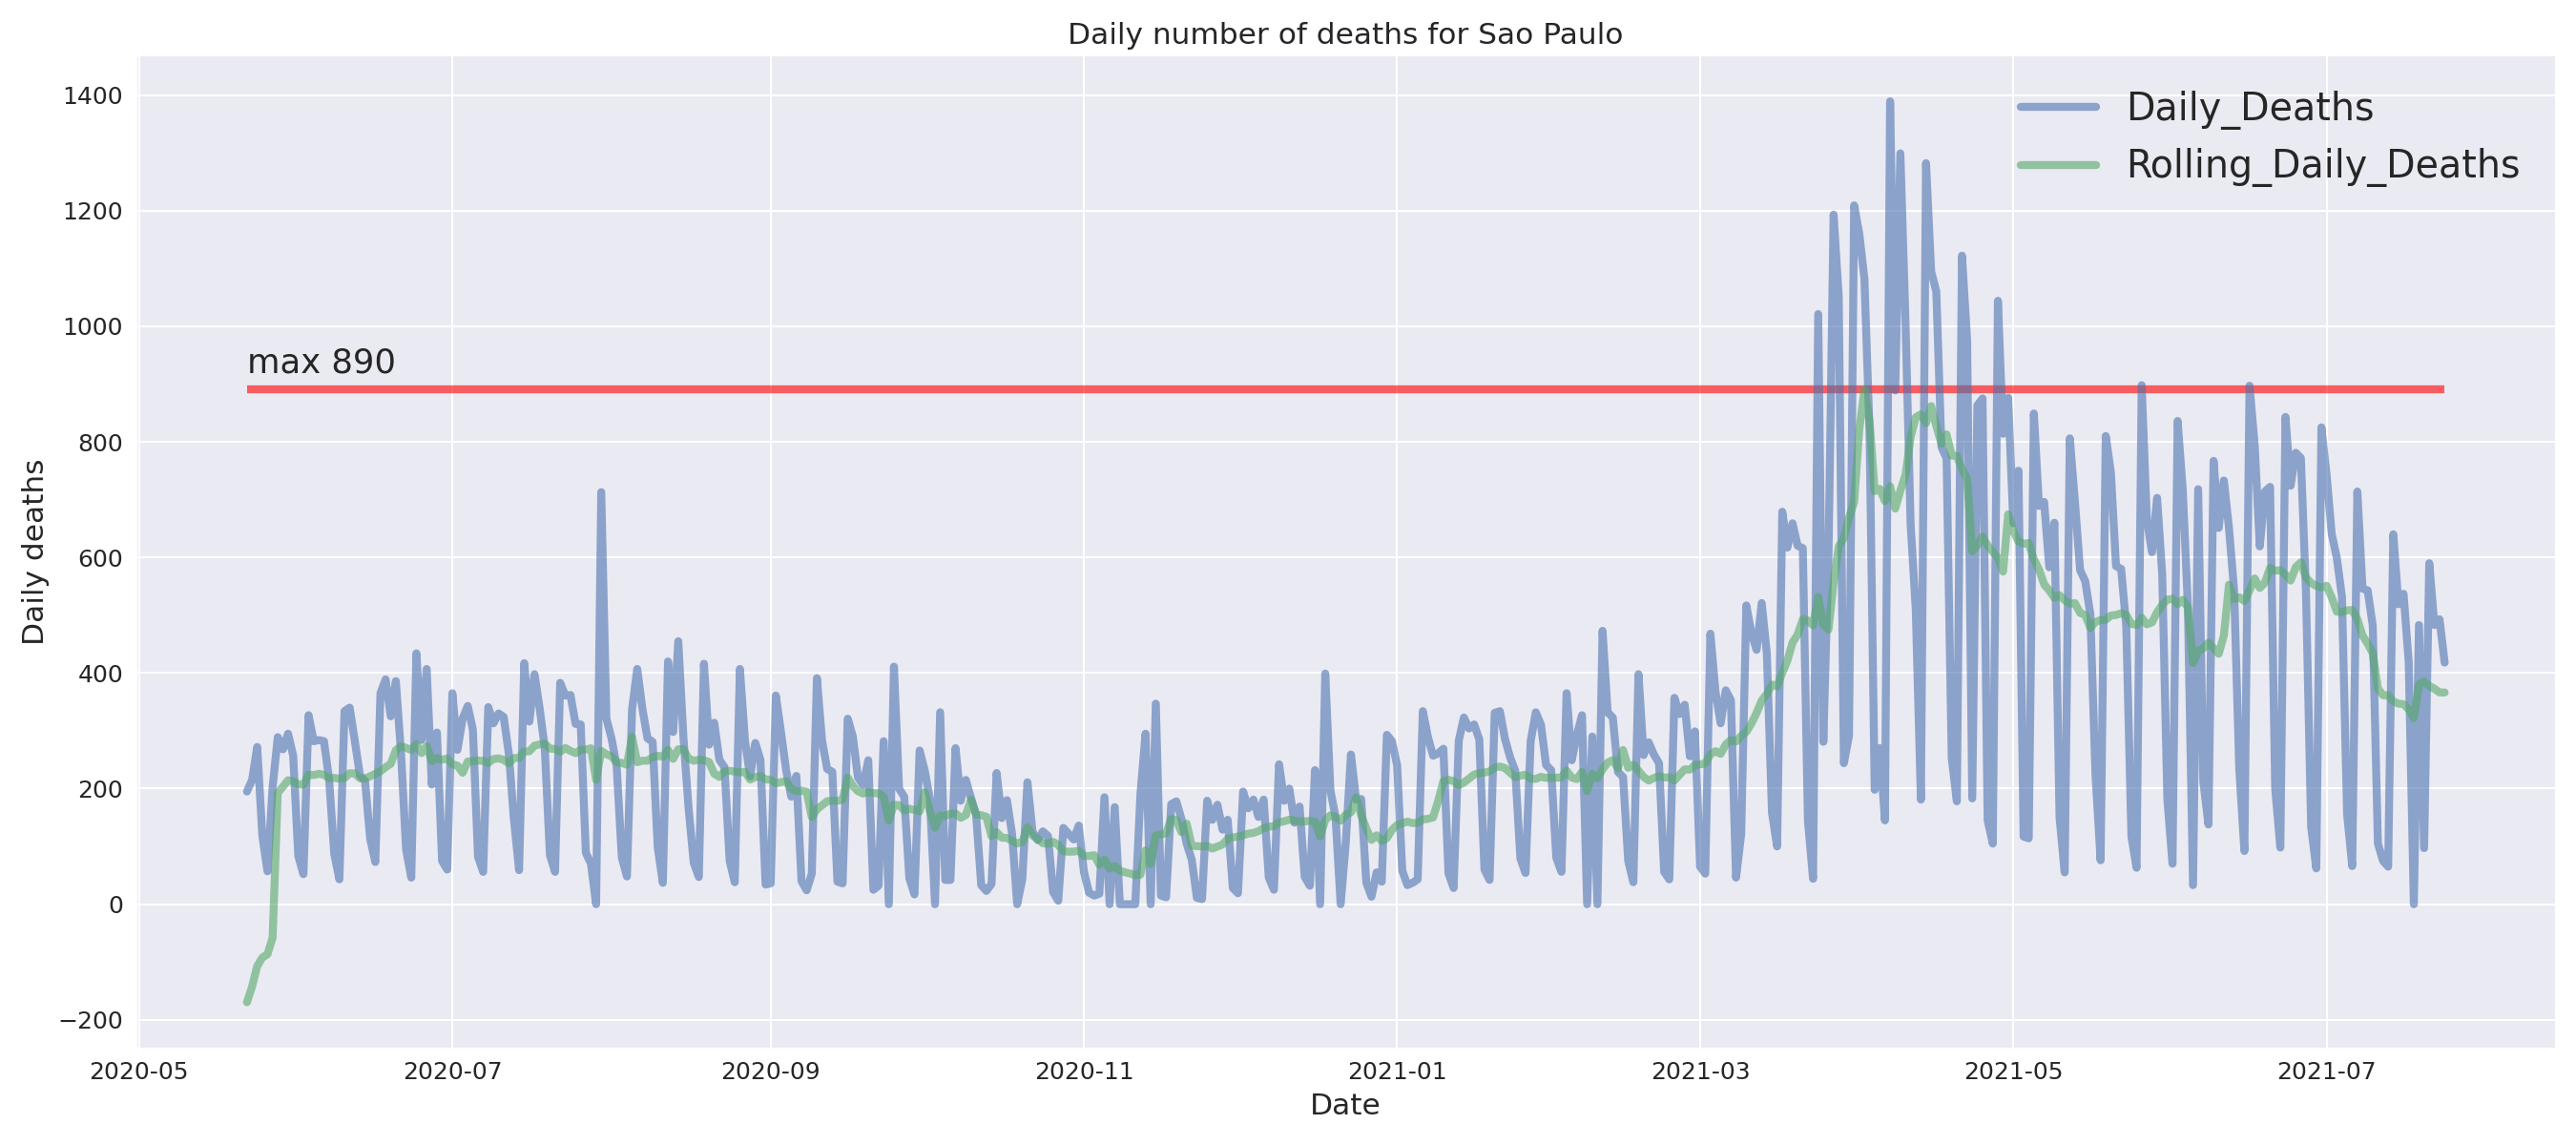 Daily number of deaths for Sao Paulo
1400
1200
1000
800
600
400
200
0
−200
Daily deaths
max 890
Daily_Deaths
Rolling_Daily_Deaths
2020-05
2020-07
2020-09
2020-11
2021-01
2021-03
2021-05
2021-07
Date